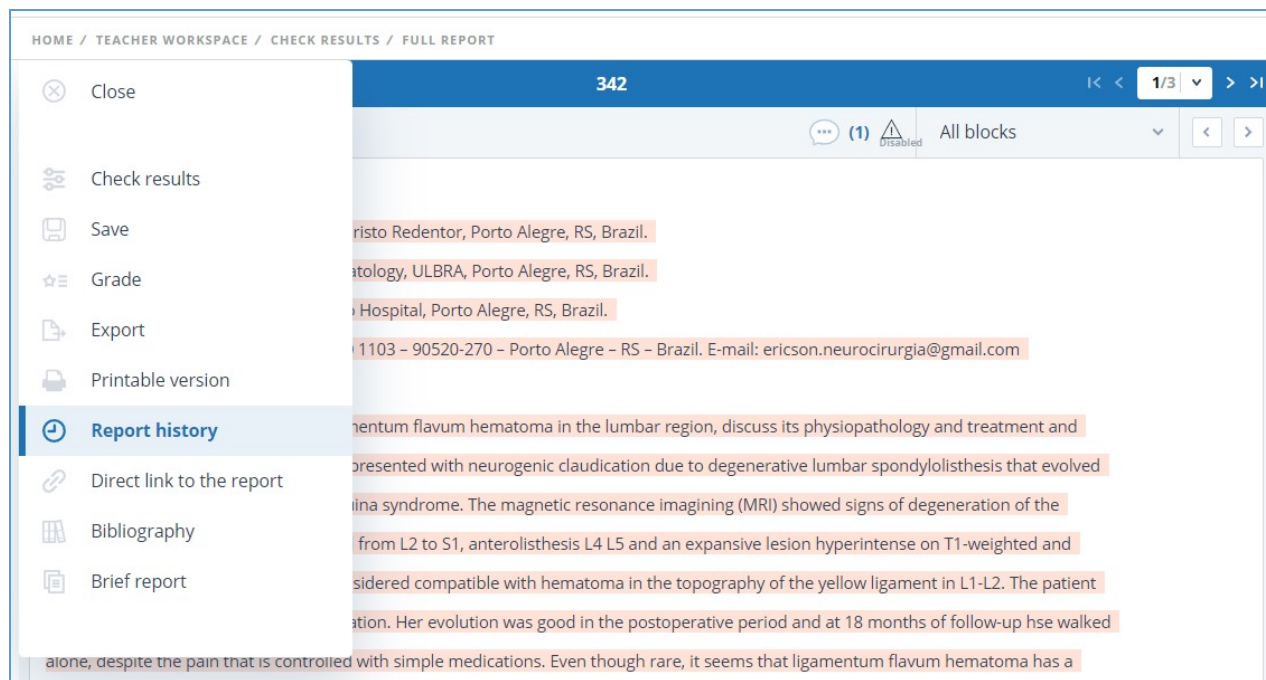 HOME / TEACHER WORKSPACE / CHECK RESULTS / FULL REPORT
Close
342
1/3
(1)
Disabled
All blocks
Check results
Save
Grade
Export
Printable version
Report history
Direct link to the report
Bibliography
Brief report
risto Redentor, Porto Alegre, RS, Brazil.
atology, ULBRA, Porto Alegre, RS, Brazil.
Hospital, Porto Alegre, RS, Brazil.
1103 – 90520-270 – Porto Alegre – RS – Brazil. E-mail: ericson.neurocirurgia@gmail.com
mentum flavum hematoma in the lumbar region, discuss its physiopathology and treatment and
presented with neurogenic claudication due to degenerative lumbar spondylolisthesis that evolved
ina syndrome. The magnetic resonance imagining (MRI) showed signs of degeneration of the
from L2 to S1, anterolisthesis L4 L5 and an expansive lesion hyperintense on T1-weighted and
sidered compatible with hematoma in the topography of the yellow ligament in L1-L2. The patient
ation. Her evolution was good in the postoperative period and at 18 months of follow-up hse walked
alone, despite the pain that is controlled with simple medications. Even though rare, it seems that ligamentum flavum hematoma has a